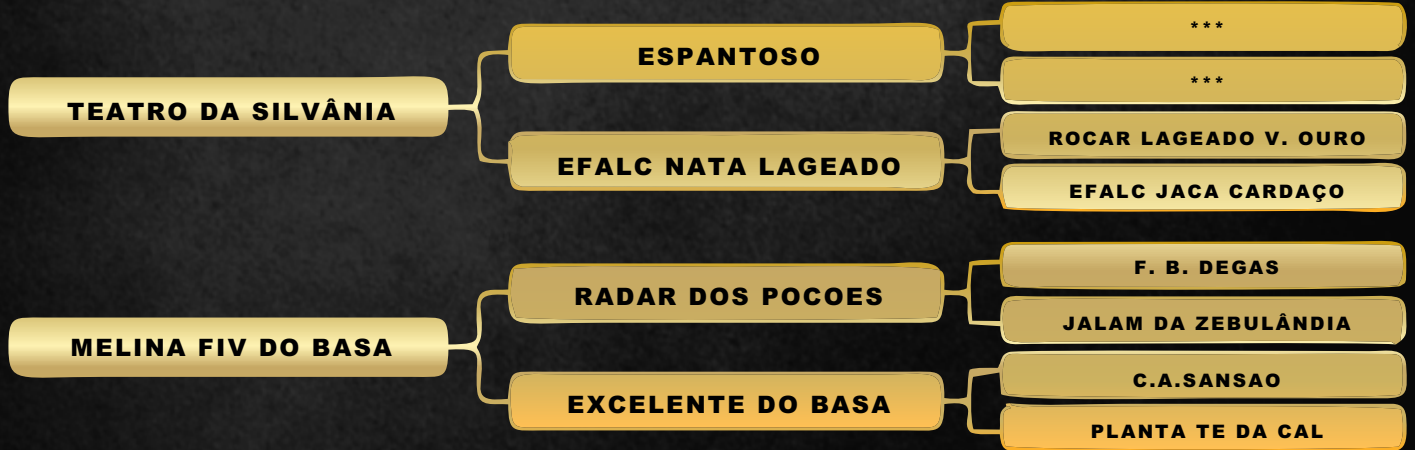 TEATRO DA SILVÂNIA
ESPANTOSO
***
***
EFALC NATA LAGEADO
ROCAR LAGEADO V. OURO
EFALC JACA CARDAÇO
MELINA FIV DO BASA
RADAR DOS POCOES
F. B. DEGAS
JALAM DA ZEBULÂNDIA
EXCELENTE DO BASA
C.A.SANSAO
PLANTA TE DA CAL